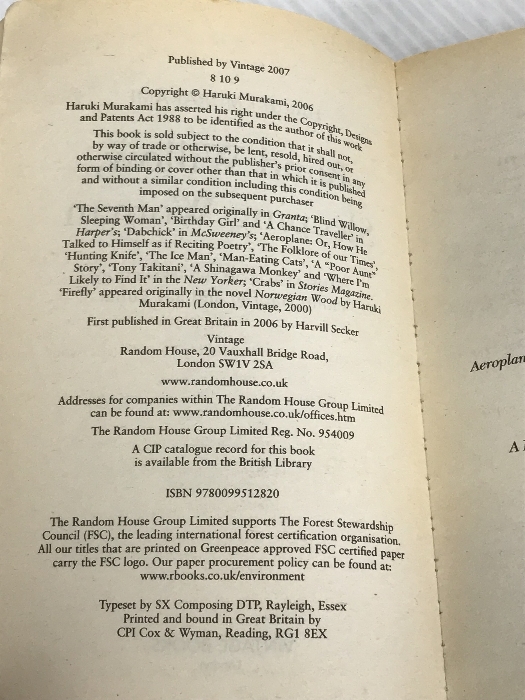 Published by Vintage 2007
8 10 9
Copyright © Haruki Murakami, 2006
Haruki Murakami has asserted his right under the Copyright, Designs
and Patents Act 1988 to be identified as the author of this work
This book is sold subject to the condition that it shall not,
by way of trade or otherwise, be lent, resold, hired out, or
otherwise circulated without the publisher's prior consent in any
form of binding or cover other than that in which it is published
and without a similar condition including this condition being
imposed on the subsequent purchaser
'The Seventh Man' appeared originally in Granta; 'Blind Willow,
Sleeping Woman', 'Birthday Girl' and 'A Chance Traveller' in
Harper's; 'Dabchick' in McSweeney's; 'Aeroplane: Or, How He
Talked to Himself as if Reciting Poetry', 'The Folklore of our Times',
'Hunting Knife', 'The Ice Man', 'Man-Eating Cats', 'A "Poor Aunt"
Story', 'Tony Takitani', 'A Shinagawa Monkey' and 'Where I'm
Likely to Find It' in the New Yorker; 'Crabs' in Stories Magazine.
'Firefly' appeared originally in the novel Norwegian Wood by Haruki
Murakami (London, Vintage, 2000)
First published in Great Britain in 2006 by Harvill Secker
Vintage
Random House, 20 Vauxhall Bridge Road,
London SW1V 2SA
www.randomhouse.co.uk
Addresses for companies within The Random House Group Limited
can be found at: www.randomhouse.co.uk/offices.htm
The Random House Group Limited Reg. No. 954009
A CIP catalogue record for this book
is available from the British Library
ISBN 9780099512820
The Random House Group Limited supports The Forest Stewardship
Council (FSC), the leading international forest certification organisation.
All our titles that are printed on Greenpeace approved FSC certified paper
carry the FSC logo. Our paper procurement policy can be found at:
www.rbooks.co.uk/environment
Typeset by SX Composing DTP, Rayleigh, Essex
Printed and bound in Great Britain by
CPI Cox & Wyman, Reading, RG1 8EX
Aeroplan
A